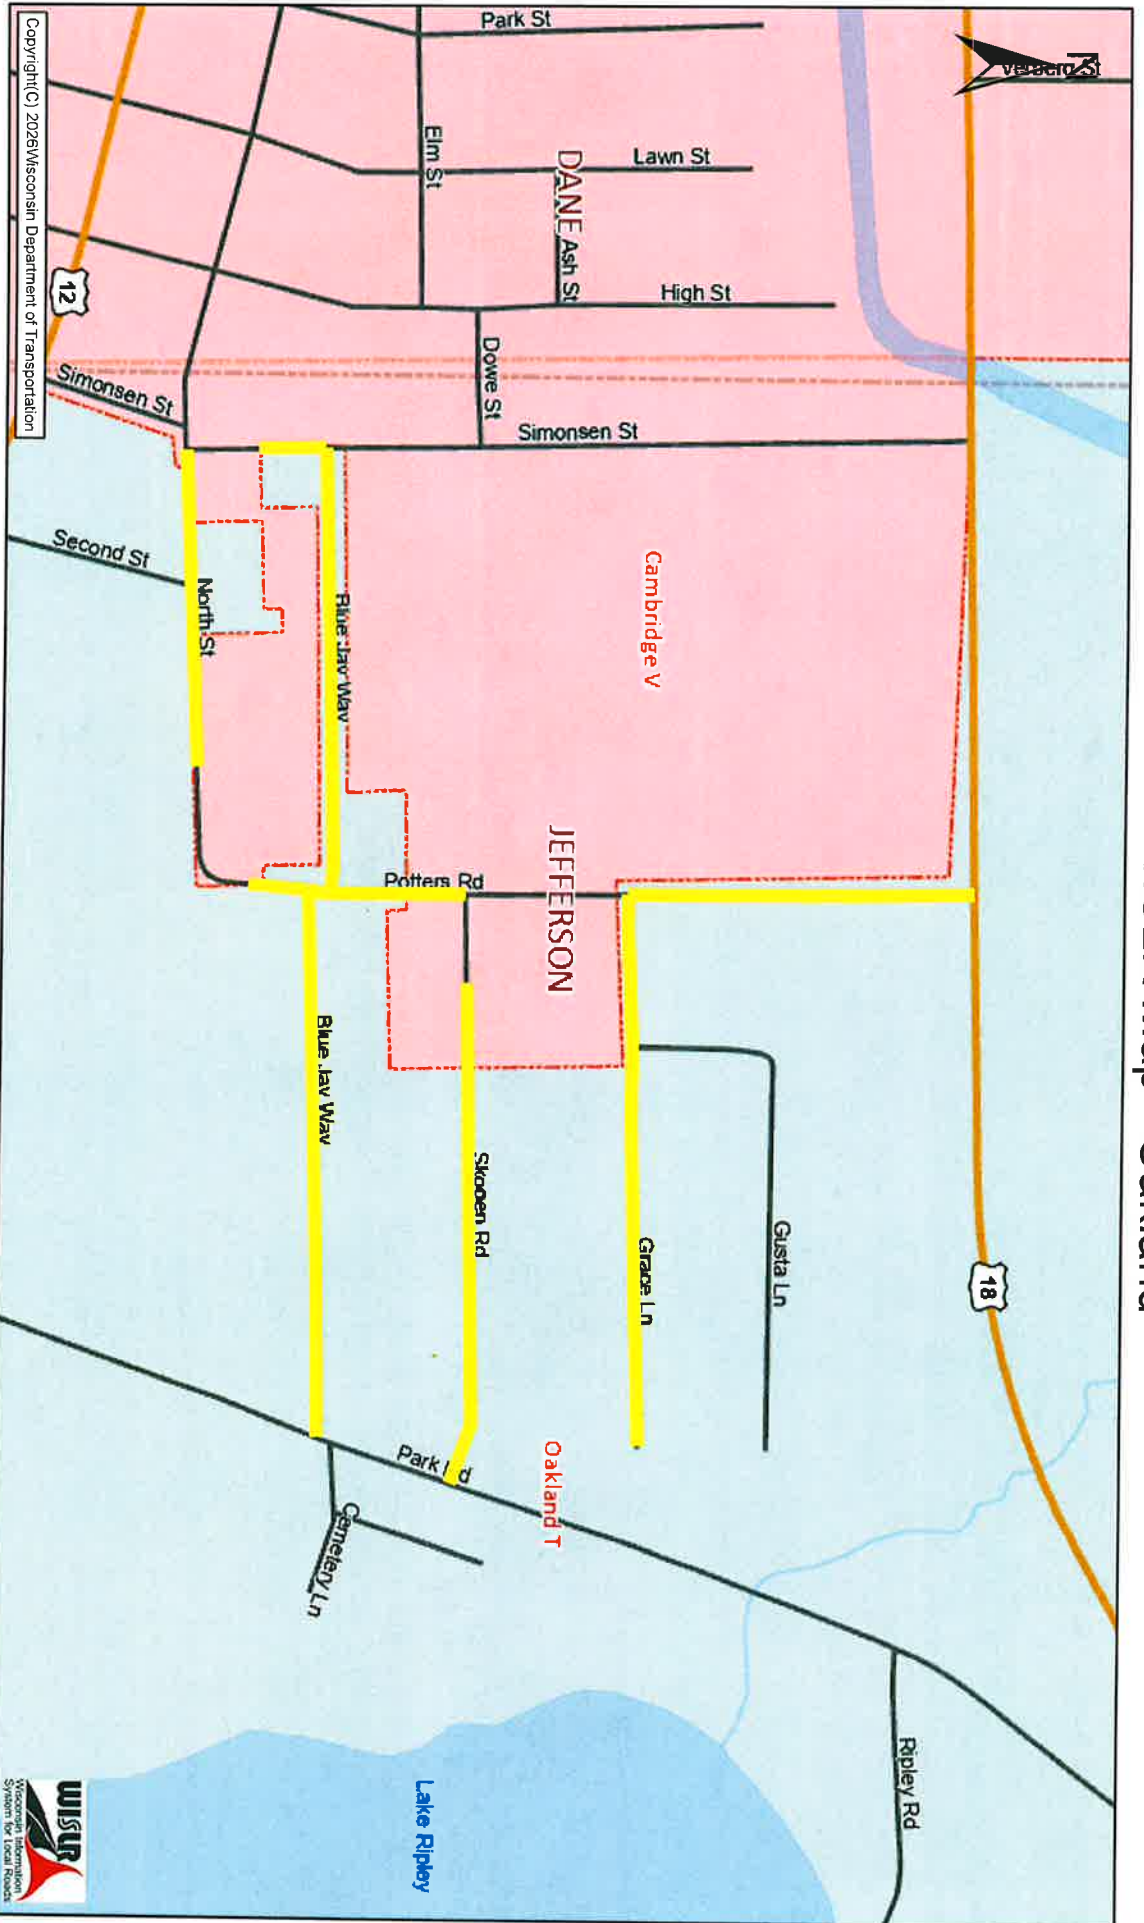 Park St
St
Copyright(C) 2026Wisconsin Department of Transportation
Elm St
Lawn St
DANE
Ash St
High St
12
Dowe St
Simonsen St
Simonsen St
Second St
North St
Blue Jay Way
Cambridge V
JEFFERSON
Potters Rd
Blue Jay Way
Skogen Rd
Grace Ln
Gusta Ln
18
Oakland T
Park Rd
Cemetery Ln
Ripley Rd
Lake Ripley
WISLR
Wisconsin Information
System for Local Roads